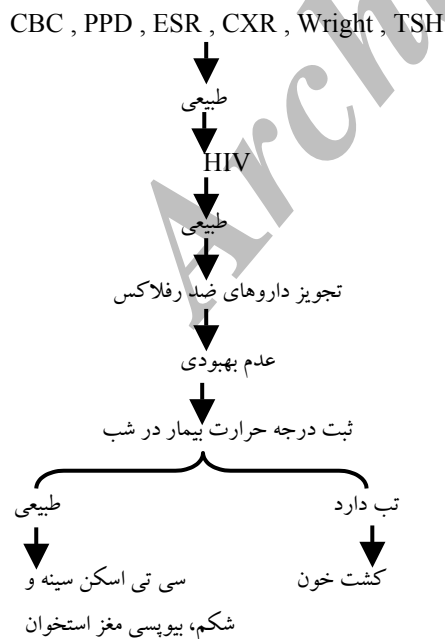 CBC , PPD , ESR , CXR , Wright , TSH
طبیعی
HIV
طبیعی
تجویز داروهای ضد رفلاکس
عدم بهبودی
ثبت درجه حرارت بیمار در شب
تب دارد
طبیعی
کشت خون
سی تی اسکن سینه و
شکم، بیوپسی مغز استخوان
Arch